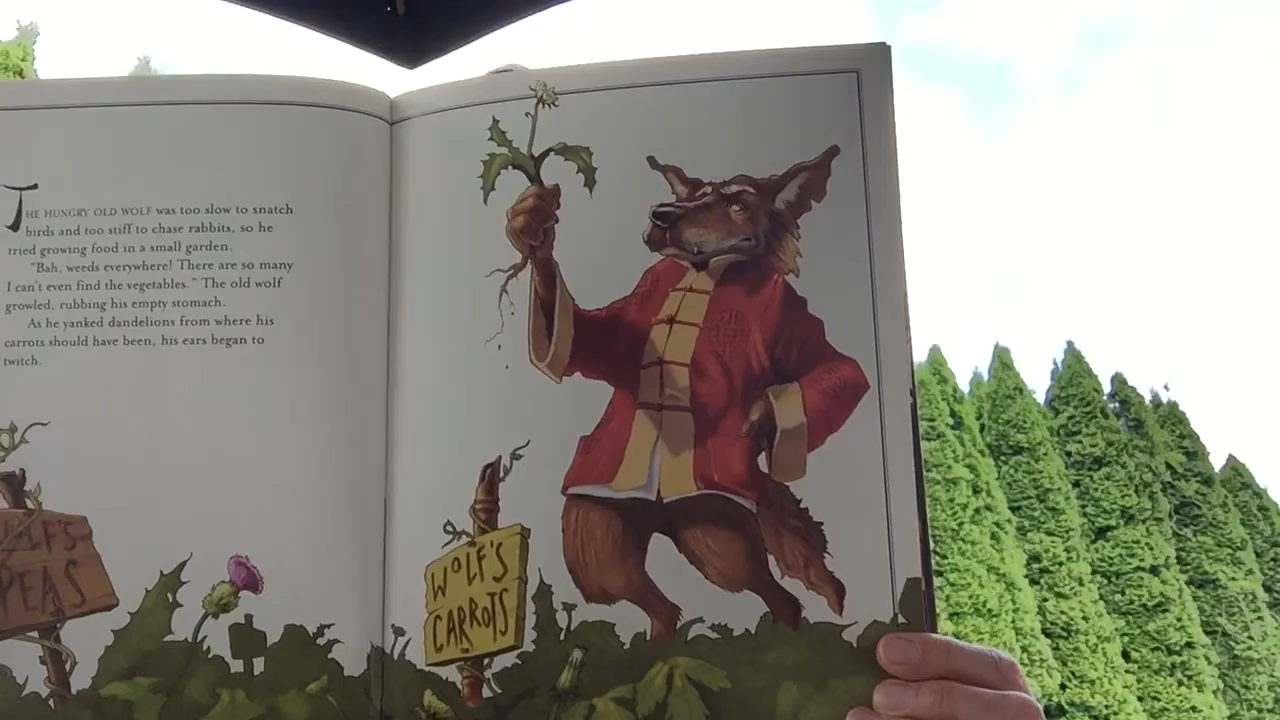 THE HUNGRY OLD WOLF was too slow to snatch
birds and too stiff to chase rabbits, so he
tried growing food in a small garden.
"Bah, weeds everywhere! There are so many
I can't even find the vegetables." The old wolf
growled, rubbing his empty stomach.
As he yanked dandelions from where his
carrots should have been, his ears began to
twitch.
WOLF'S
PEAS
WOLF'S
CARROTS